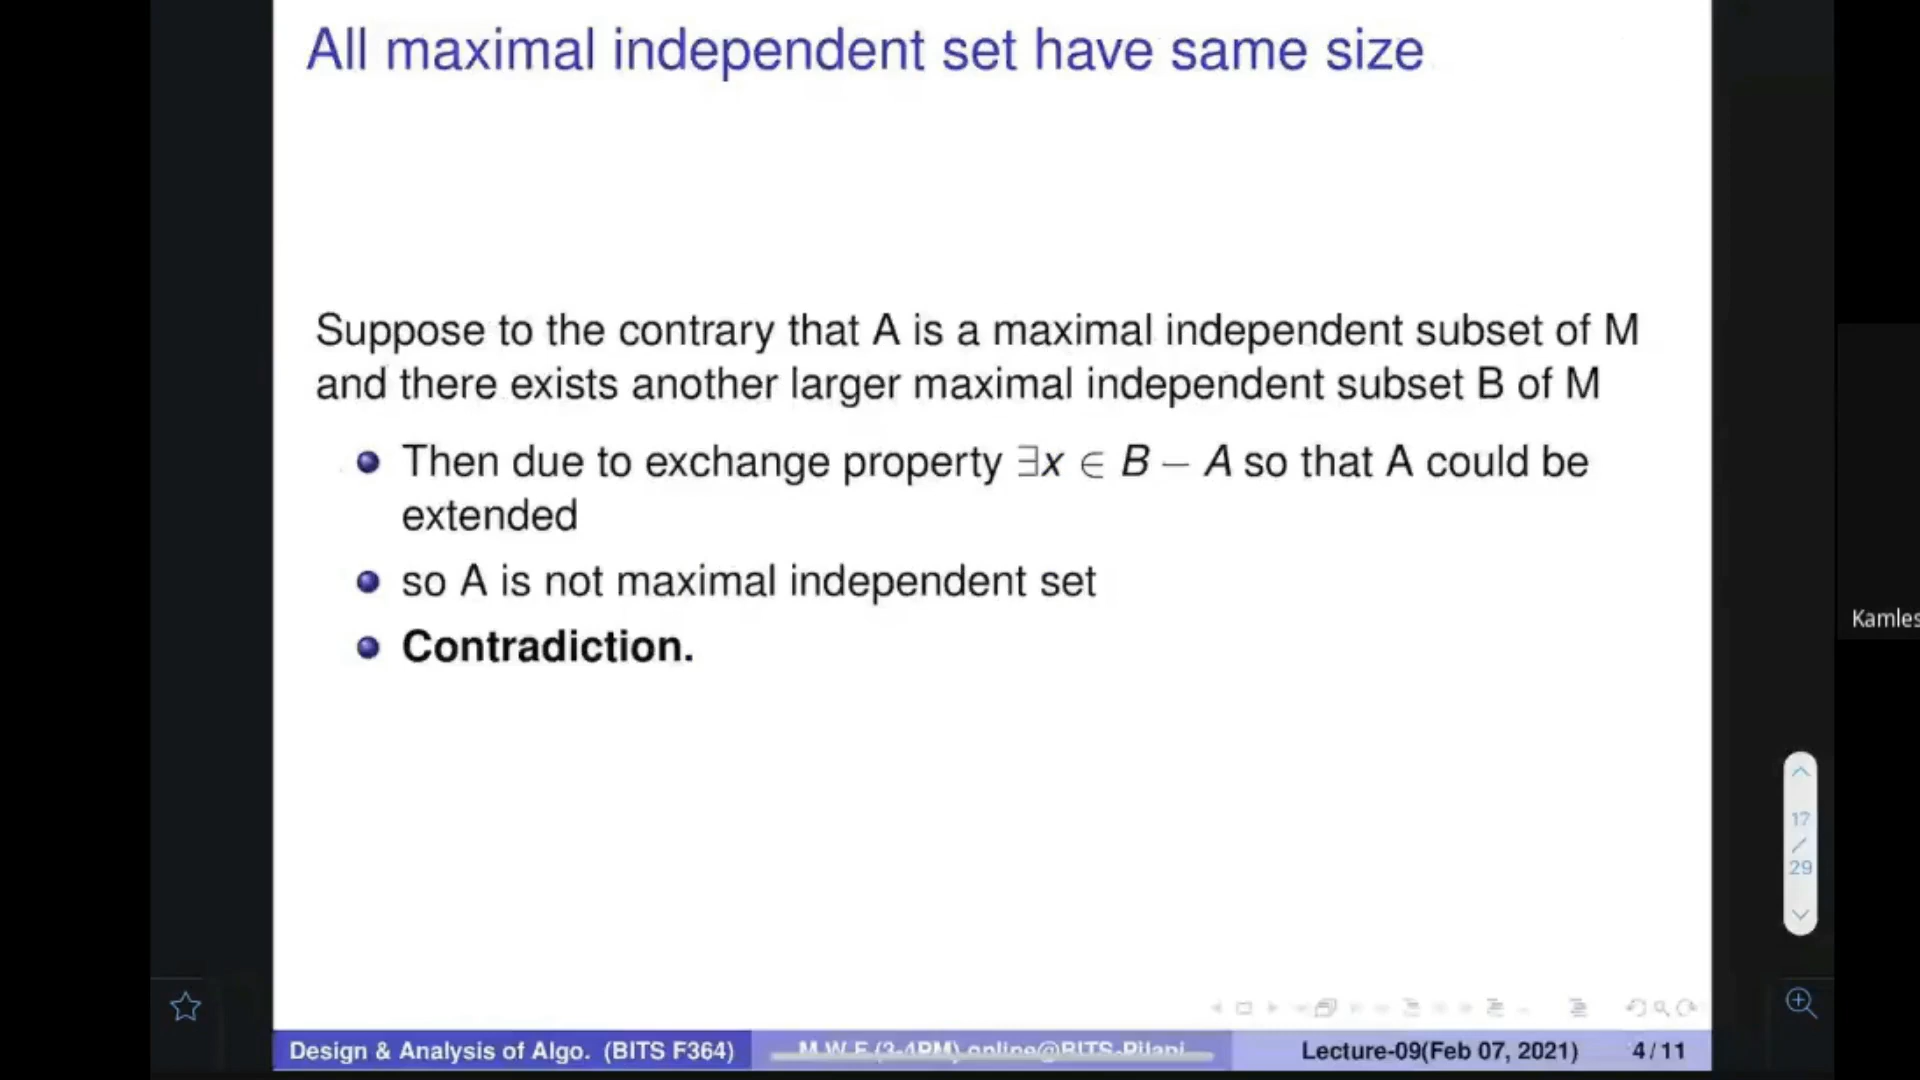 All maximal independent set have same size
Suppose to the contrary that A is a maximal independent subset of M
and there exists another larger maximal independent subset B of M
Then due to exchange property ∃x ∈ B − A so that A could be
extended
so A is not maximal independent set
Contradiction.
Kamles
17
/
29
Design & Analysis of Algo. (BITS F364) M W F (3-4PM) online@BITS-Pilani Lecture-09(Feb 07, 2021) 4/11